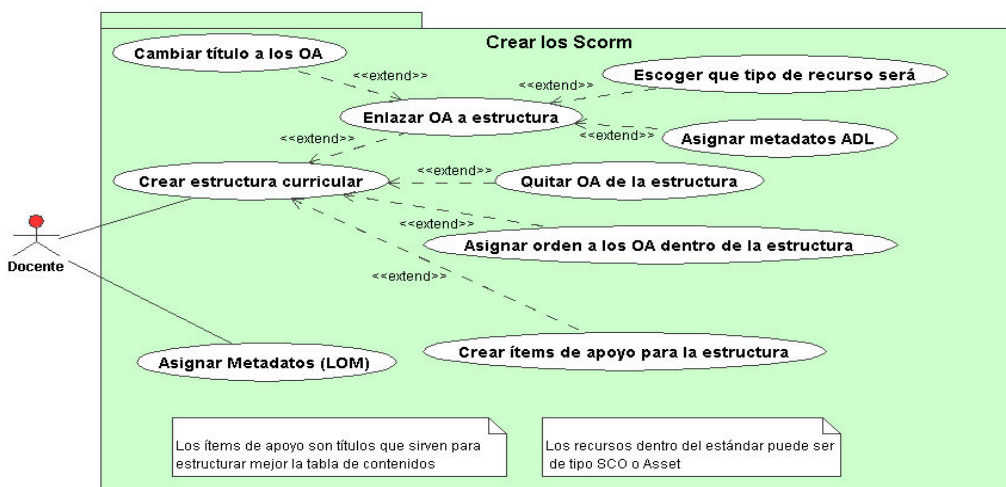 Crear los Scorm
Cambiar título a los OA
<<extend>>
Escoger que tipo de recurso será
<<extend>>
Enlazar OA a estructura
<<extend>>
Asignar metadatos ADL
<<extend>>
Crear estructura curricular
<<extend>>
Quitar OA de la estructura
<<extend>>
Asignar orden a los OA dentro de la estructura
Docente
<<extend>>
Crear ítems de apoyo para la estructura
Asignar Metadatos (LOM)
Los ítems de apoyo son títulos que sirven para
estructurar mejor la tabla de contenidos
Los recursos dentro del estándar puede ser
de tipo SCO o Asset